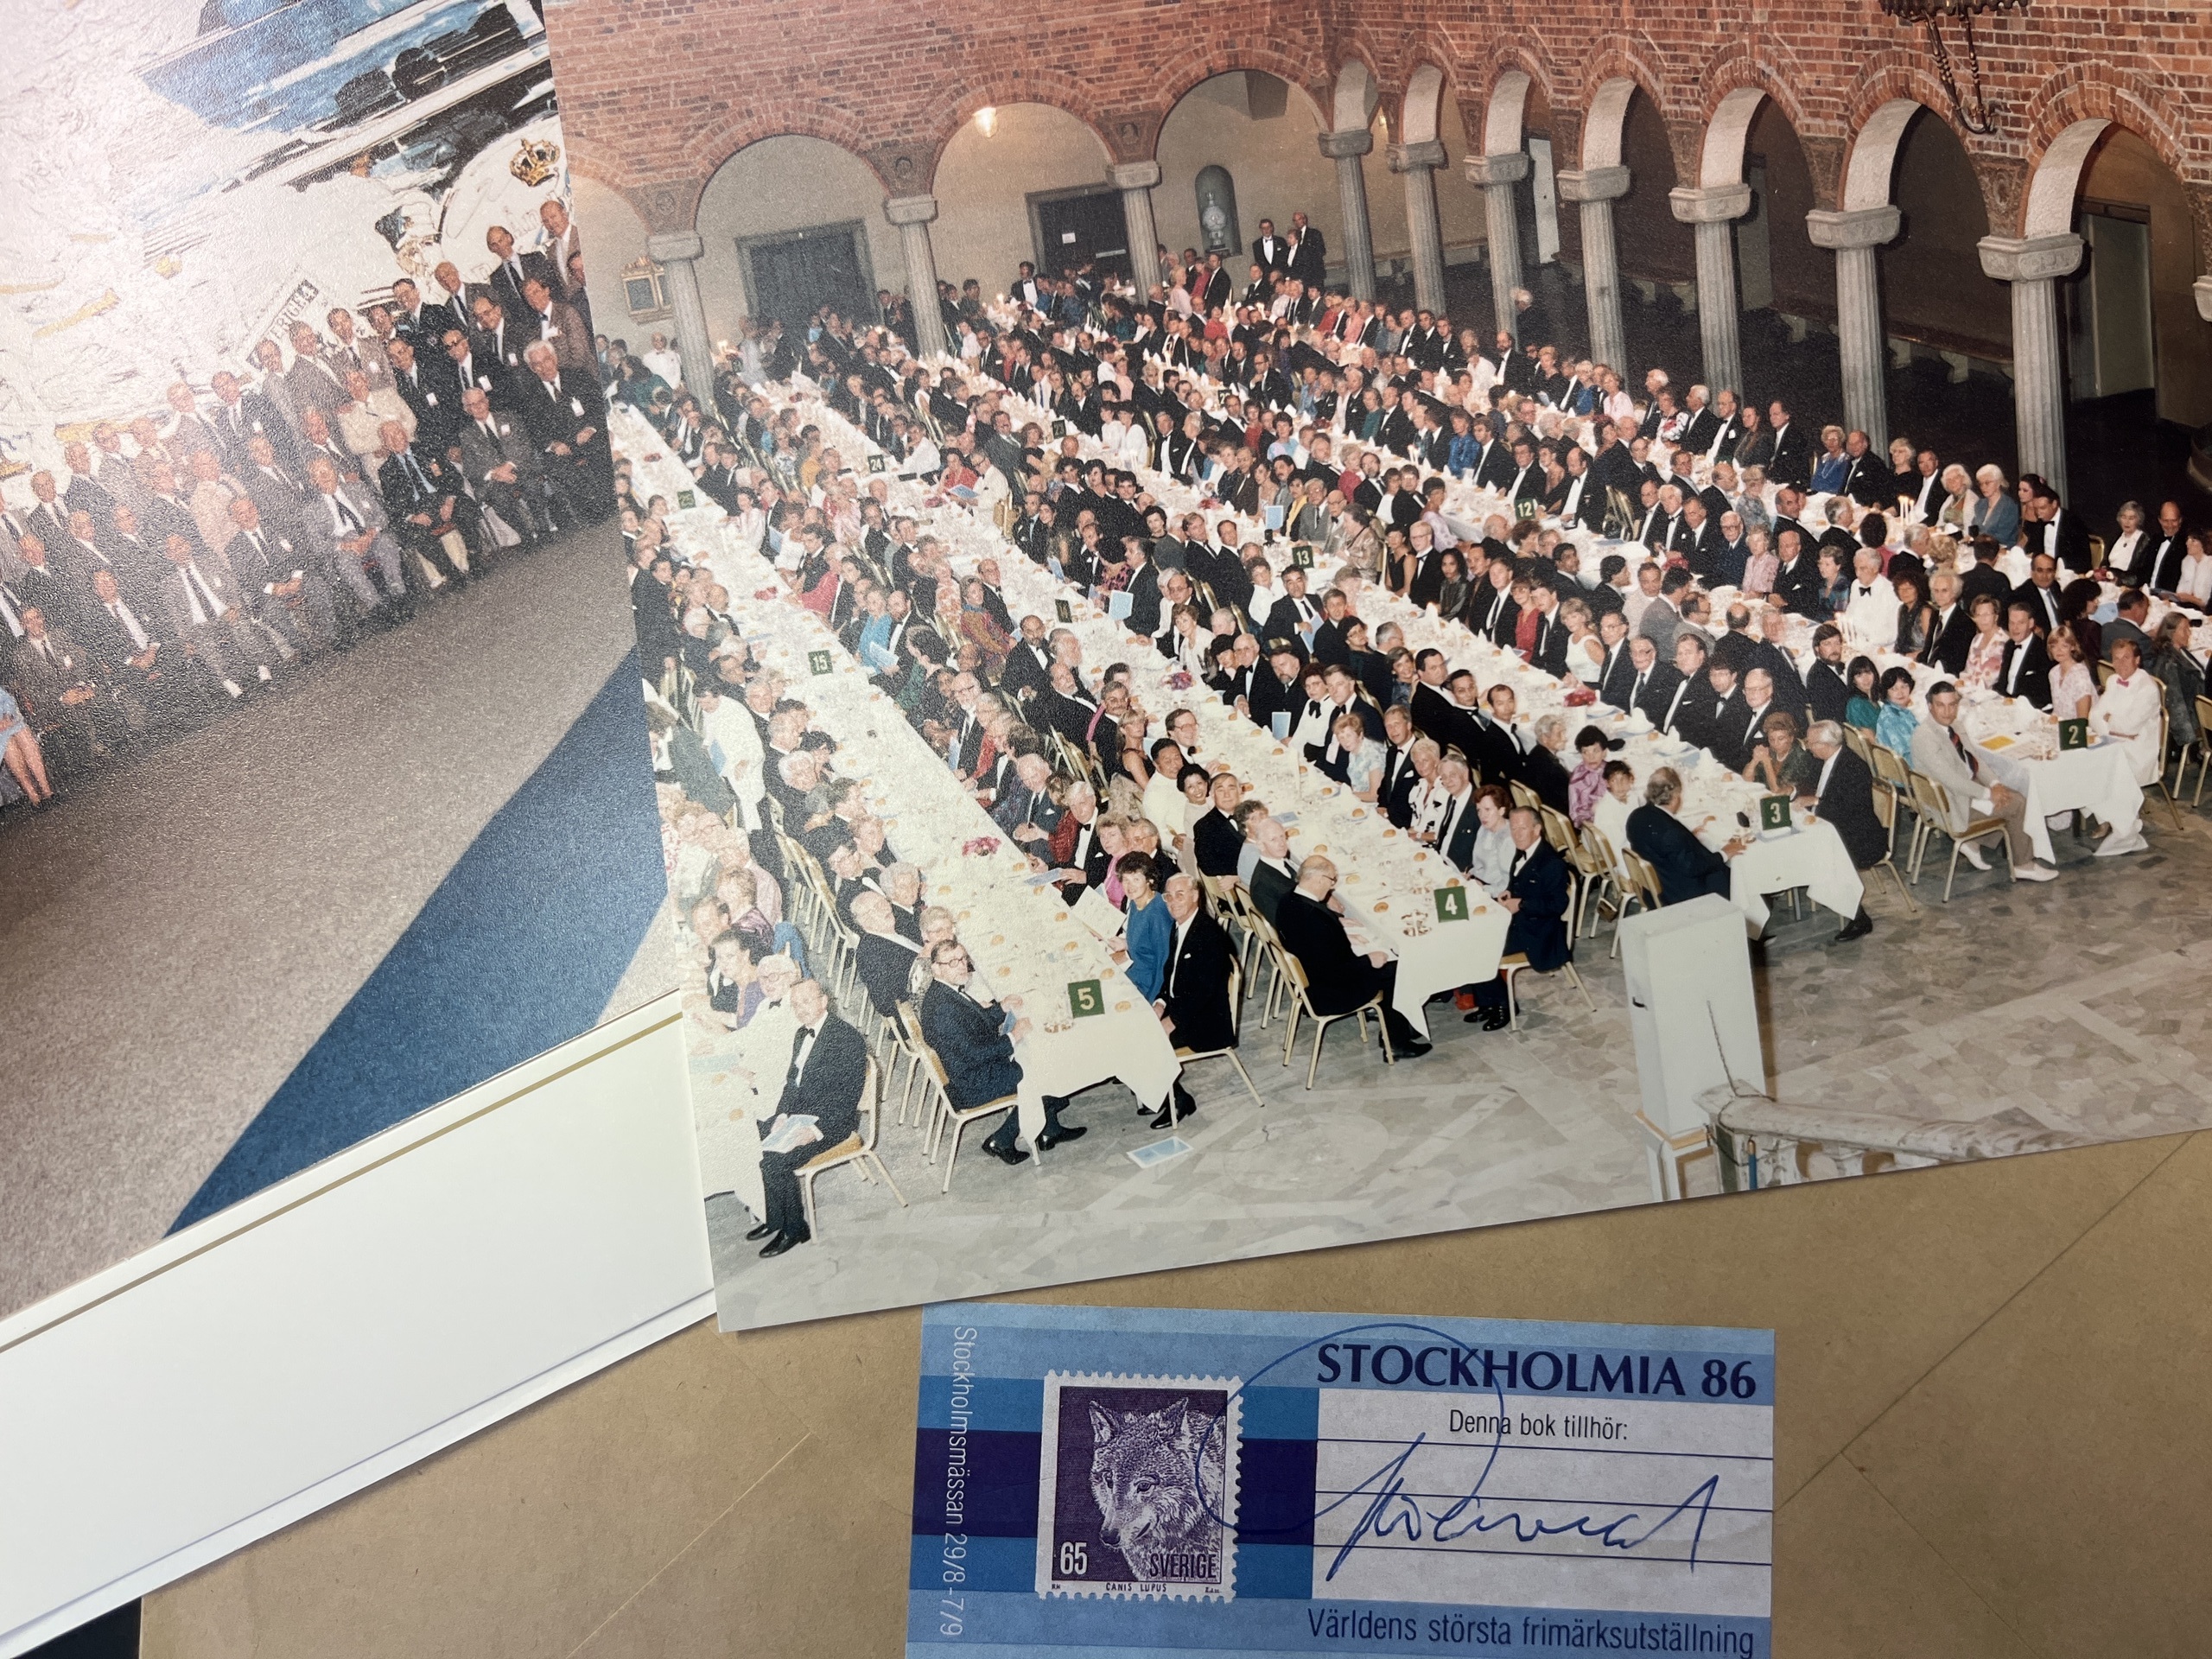 24
12
13
15
2
3
4
5
STOCKHOLMIA 86
Denna bok tillhör:
Stockholmsmässan 29/8 - 7/9
65
SVERIGE
CANIS LUPUS
Världens största frimärksutställning